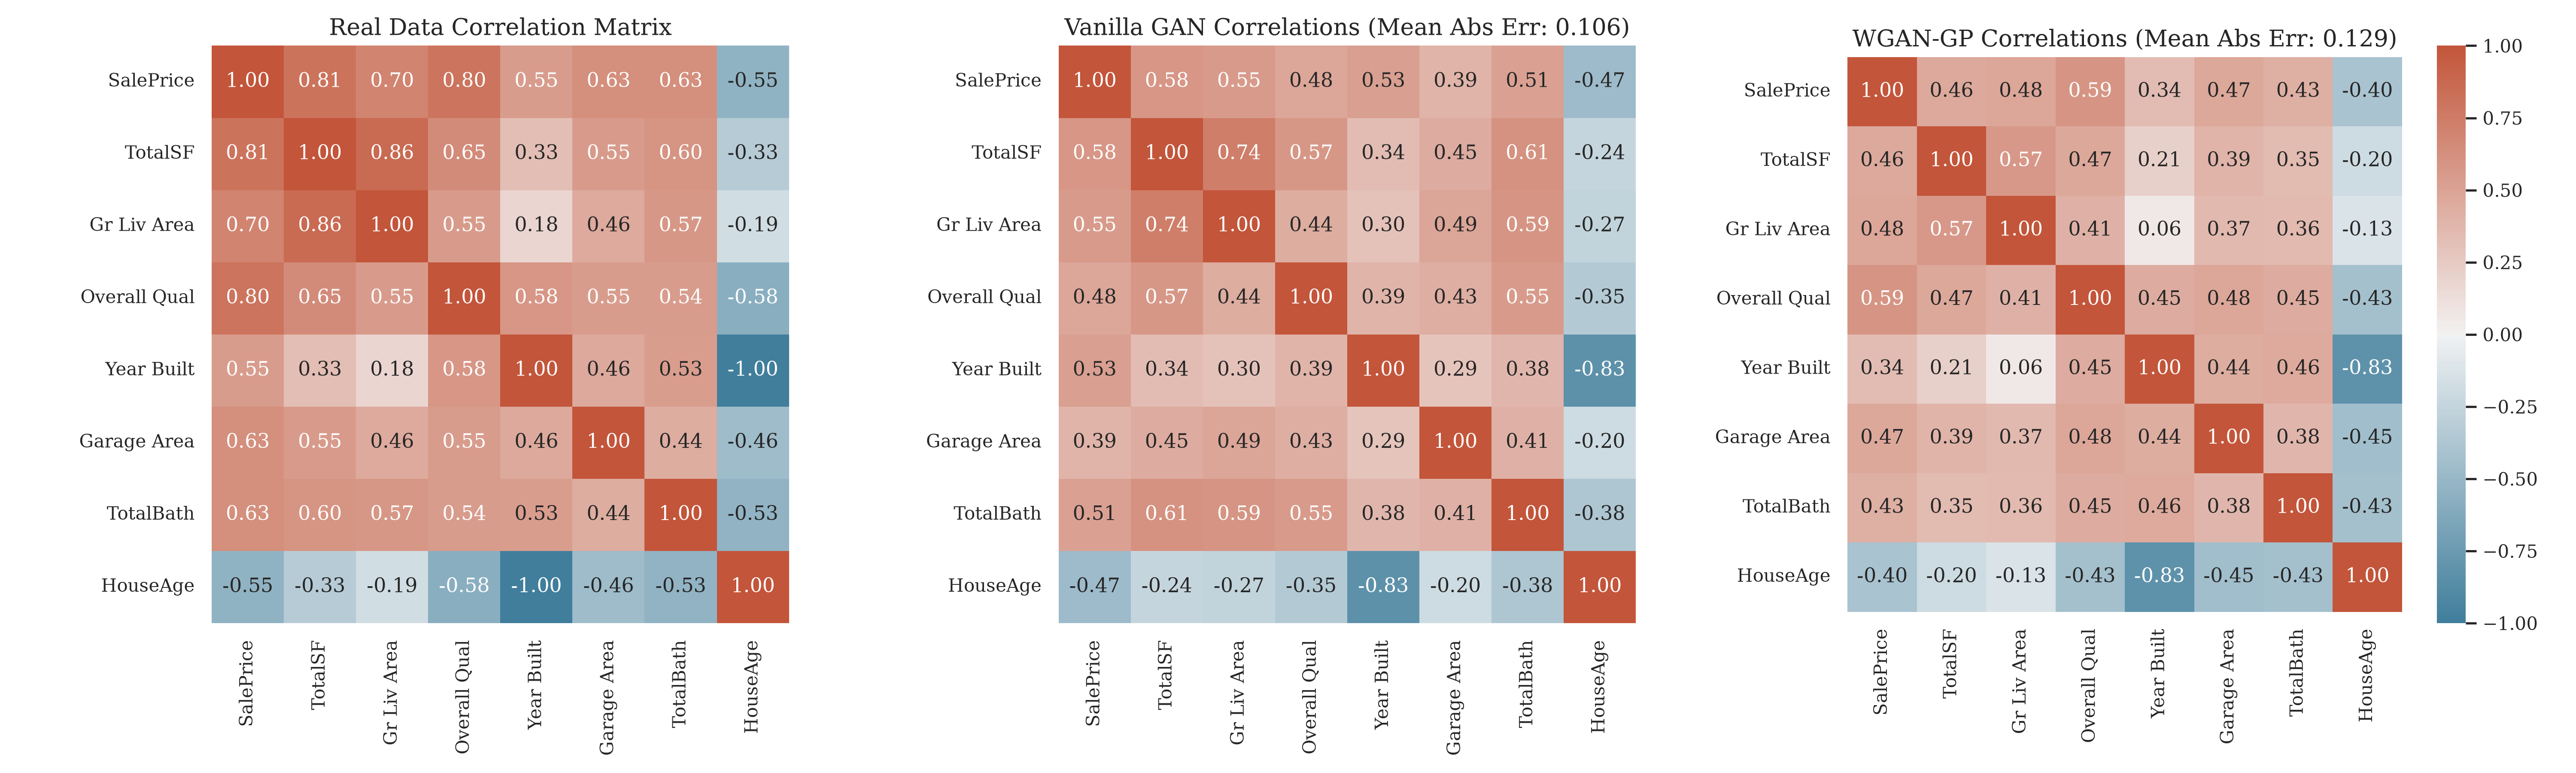 Real Data Correlation Matrix
SalePrice 1.00 0.81 0.70 0.80 0.55 0.63 0.63 -0.55
TotalSF 0.81 1.00 0.86 0.65 0.33 0.55 0.60 -0.33
Gr Liv Area 0.70 0.86 1.00 0.55 0.18 0.46 0.57 -0.19
Overall Qual 0.80 0.65 0.55 1.00 0.58 0.55 0.54 -0.58
Year Built 0.55 0.33 0.18 0.58 1.00 0.46 0.53 -1.00
Garage Area 0.63 0.55 0.46 0.55 0.46 1.00 0.44 -0.46
TotalBath 0.63 0.60 0.57 0.54 0.53 0.44 1.00 -0.53
HouseAge -0.55 -0.33 -0.19 -0.58 -1.00 -0.46 -0.53 1.00
SalePrice TotalSF Gr Liv Area Overall Qual Year Built Garage Area TotalBath HouseAge
Vanilla GAN Correlations (Mean Abs Err: 0.106)
SalePrice 1.00 0.58 0.55 0.48 0.53 0.39 0.51 -0.47
TotalSF 0.58 1.00 0.74 0.57 0.34 0.45 0.61 -0.24
Gr Liv Area 0.55 0.74 1.00 0.44 0.30 0.49 0.59 -0.27
Overall Qual 0.48 0.57 0.44 1.00 0.39 0.43 0.55 -0.35
Year Built 0.53 0.34 0.30 0.39 1.00 0.29 0.38 -0.83
Garage Area 0.39 0.45 0.49 0.43 0.29 1.00 0.41 -0.20
TotalBath 0.51 0.61 0.59 0.55 0.38 0.41 1.00 -0.38
HouseAge -0.47 -0.24 -0.27 -0.35 -0.83 -0.20 -0.38 1.00
SalePrice TotalSF Gr Liv Area Overall Qual Year Built Garage Area TotalBath HouseAge
WGAN-GP Correlations (Mean Abs Err: 0.129)
SalePrice 1.00 0.46 0.48 0.59 0.34 0.47 0.43 -0.40
TotalSF 0.46 1.00 0.57 0.47 0.21 0.39 0.35 -0.20
Gr Liv Area 0.48 0.57 1.00 0.41 0.06 0.37 0.36 -0.13
Overall Qual 0.59 0.47 0.41 1.00 0.45 0.48 0.45 -0.43
Year Built 0.34 0.21 0.06 0.45 1.00 0.44 0.46 -0.83
Garage Area 0.47 0.39 0.37 0.48 0.44 1.00 0.38 -0.45
TotalBath 0.43 0.35 0.36 0.45 0.46 0.38 1.00 -0.43
HouseAge -0.40 -0.20 -0.13 -0.43 -0.83 -0.45 -0.43 1.00
SalePrice TotalSF Gr Liv Area Overall Qual Year Built Garage Area TotalBath HouseAge
1.00
0.75
0.50
0.25
0.00
−0.25
−0.50
−0.75
−1.00